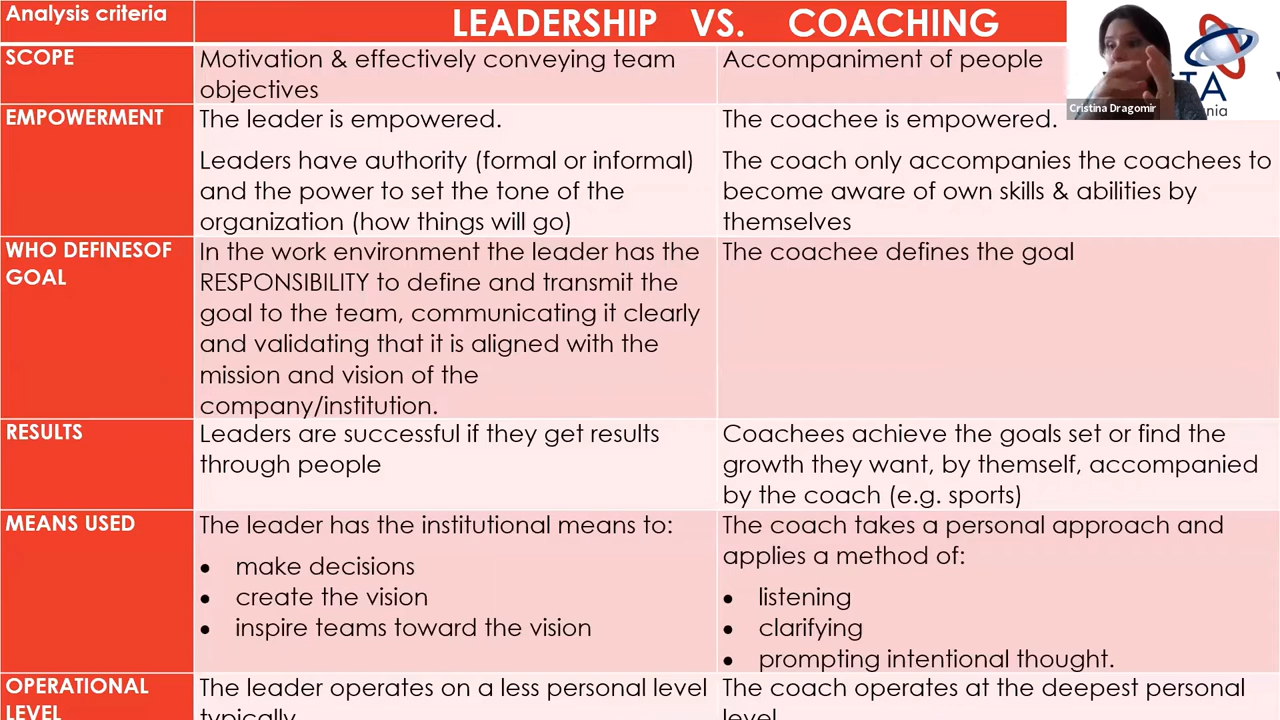 Analysis criteria
LEADERSHIP VS. COACHING
SCOPE
Motivation & effectively conveying team
objectives
Accompaniment of people
EMPOWERMENT
The leader is empowered.
Leaders have authority (formal or informal)
and the power to set the tone of the
organization (how things will go)
The coachee is empowered.
The coach only accompanies the coachees to
become aware of own skills & abilities by
themselves
WHO DEFINESOF
GOAL
In the work environment the leader has the
RESPONSIBILITY to define and transmit the
goal to the team, communicating it clearly
and validating that it is aligned with the
mission and vision of the
company/institution.
The coachee defines the goal
RESULTS
Leaders are successful if they get results
through people
Coachees achieve the goals set or find the
growth they want, by themself, accompanied
by the coach (e.g. sports)
MEANS USED
The leader has the institutional means to:
• make decisions
• create the vision
• inspire teams toward the vision
The coach takes a personal approach and
applies a method of:
• listening
• clarifying
• prompting intentional thought.
OPERATIONAL
LEVEL
The leader operates on a less personal level
typically
The coach operates at the deepest personal
level
Cristina Dragomir